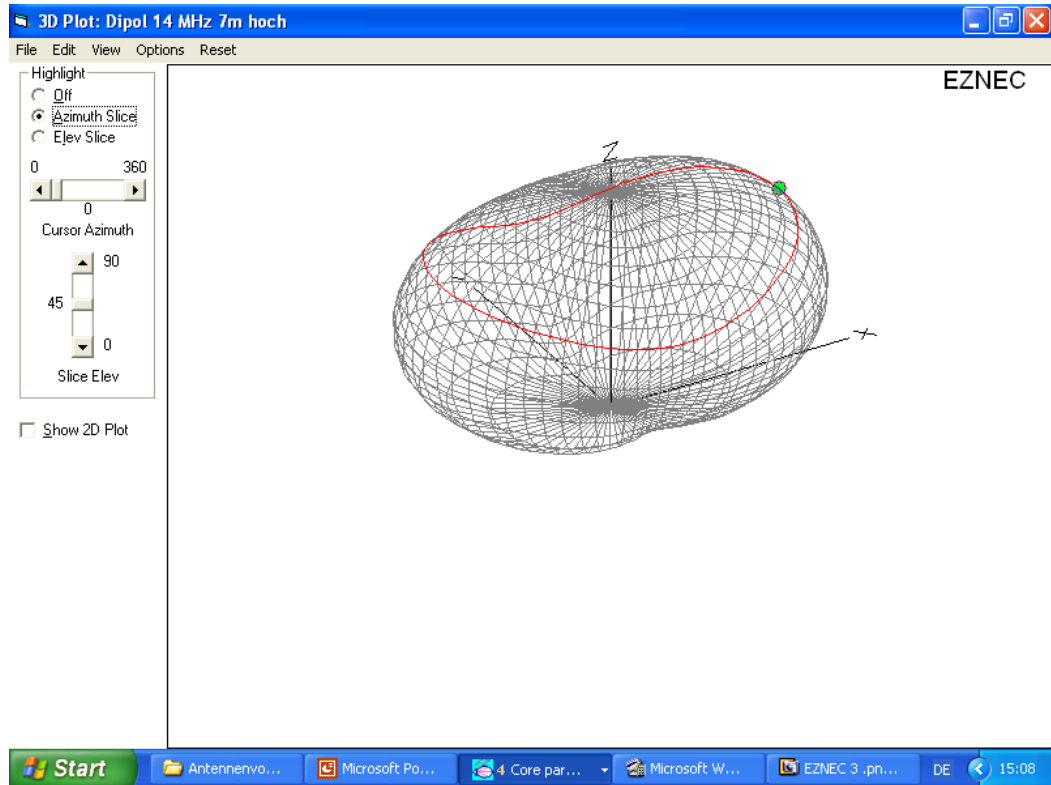 3D Plot: Dipol 14 MHz 7m hoch
File Edit View Options Reset
EZNEC
Highlight
Off
Azimuth Slice
Elev Slice
0 360
0
Cursor Azimuth
90
45
0
Slice Elev
Show 2D Plot
Z
Y
X
Start
Antennenvo...
Microsoft Po...
4 Core par...
Microsoft W...
EZNEC 3 .pn...
DE
15:08